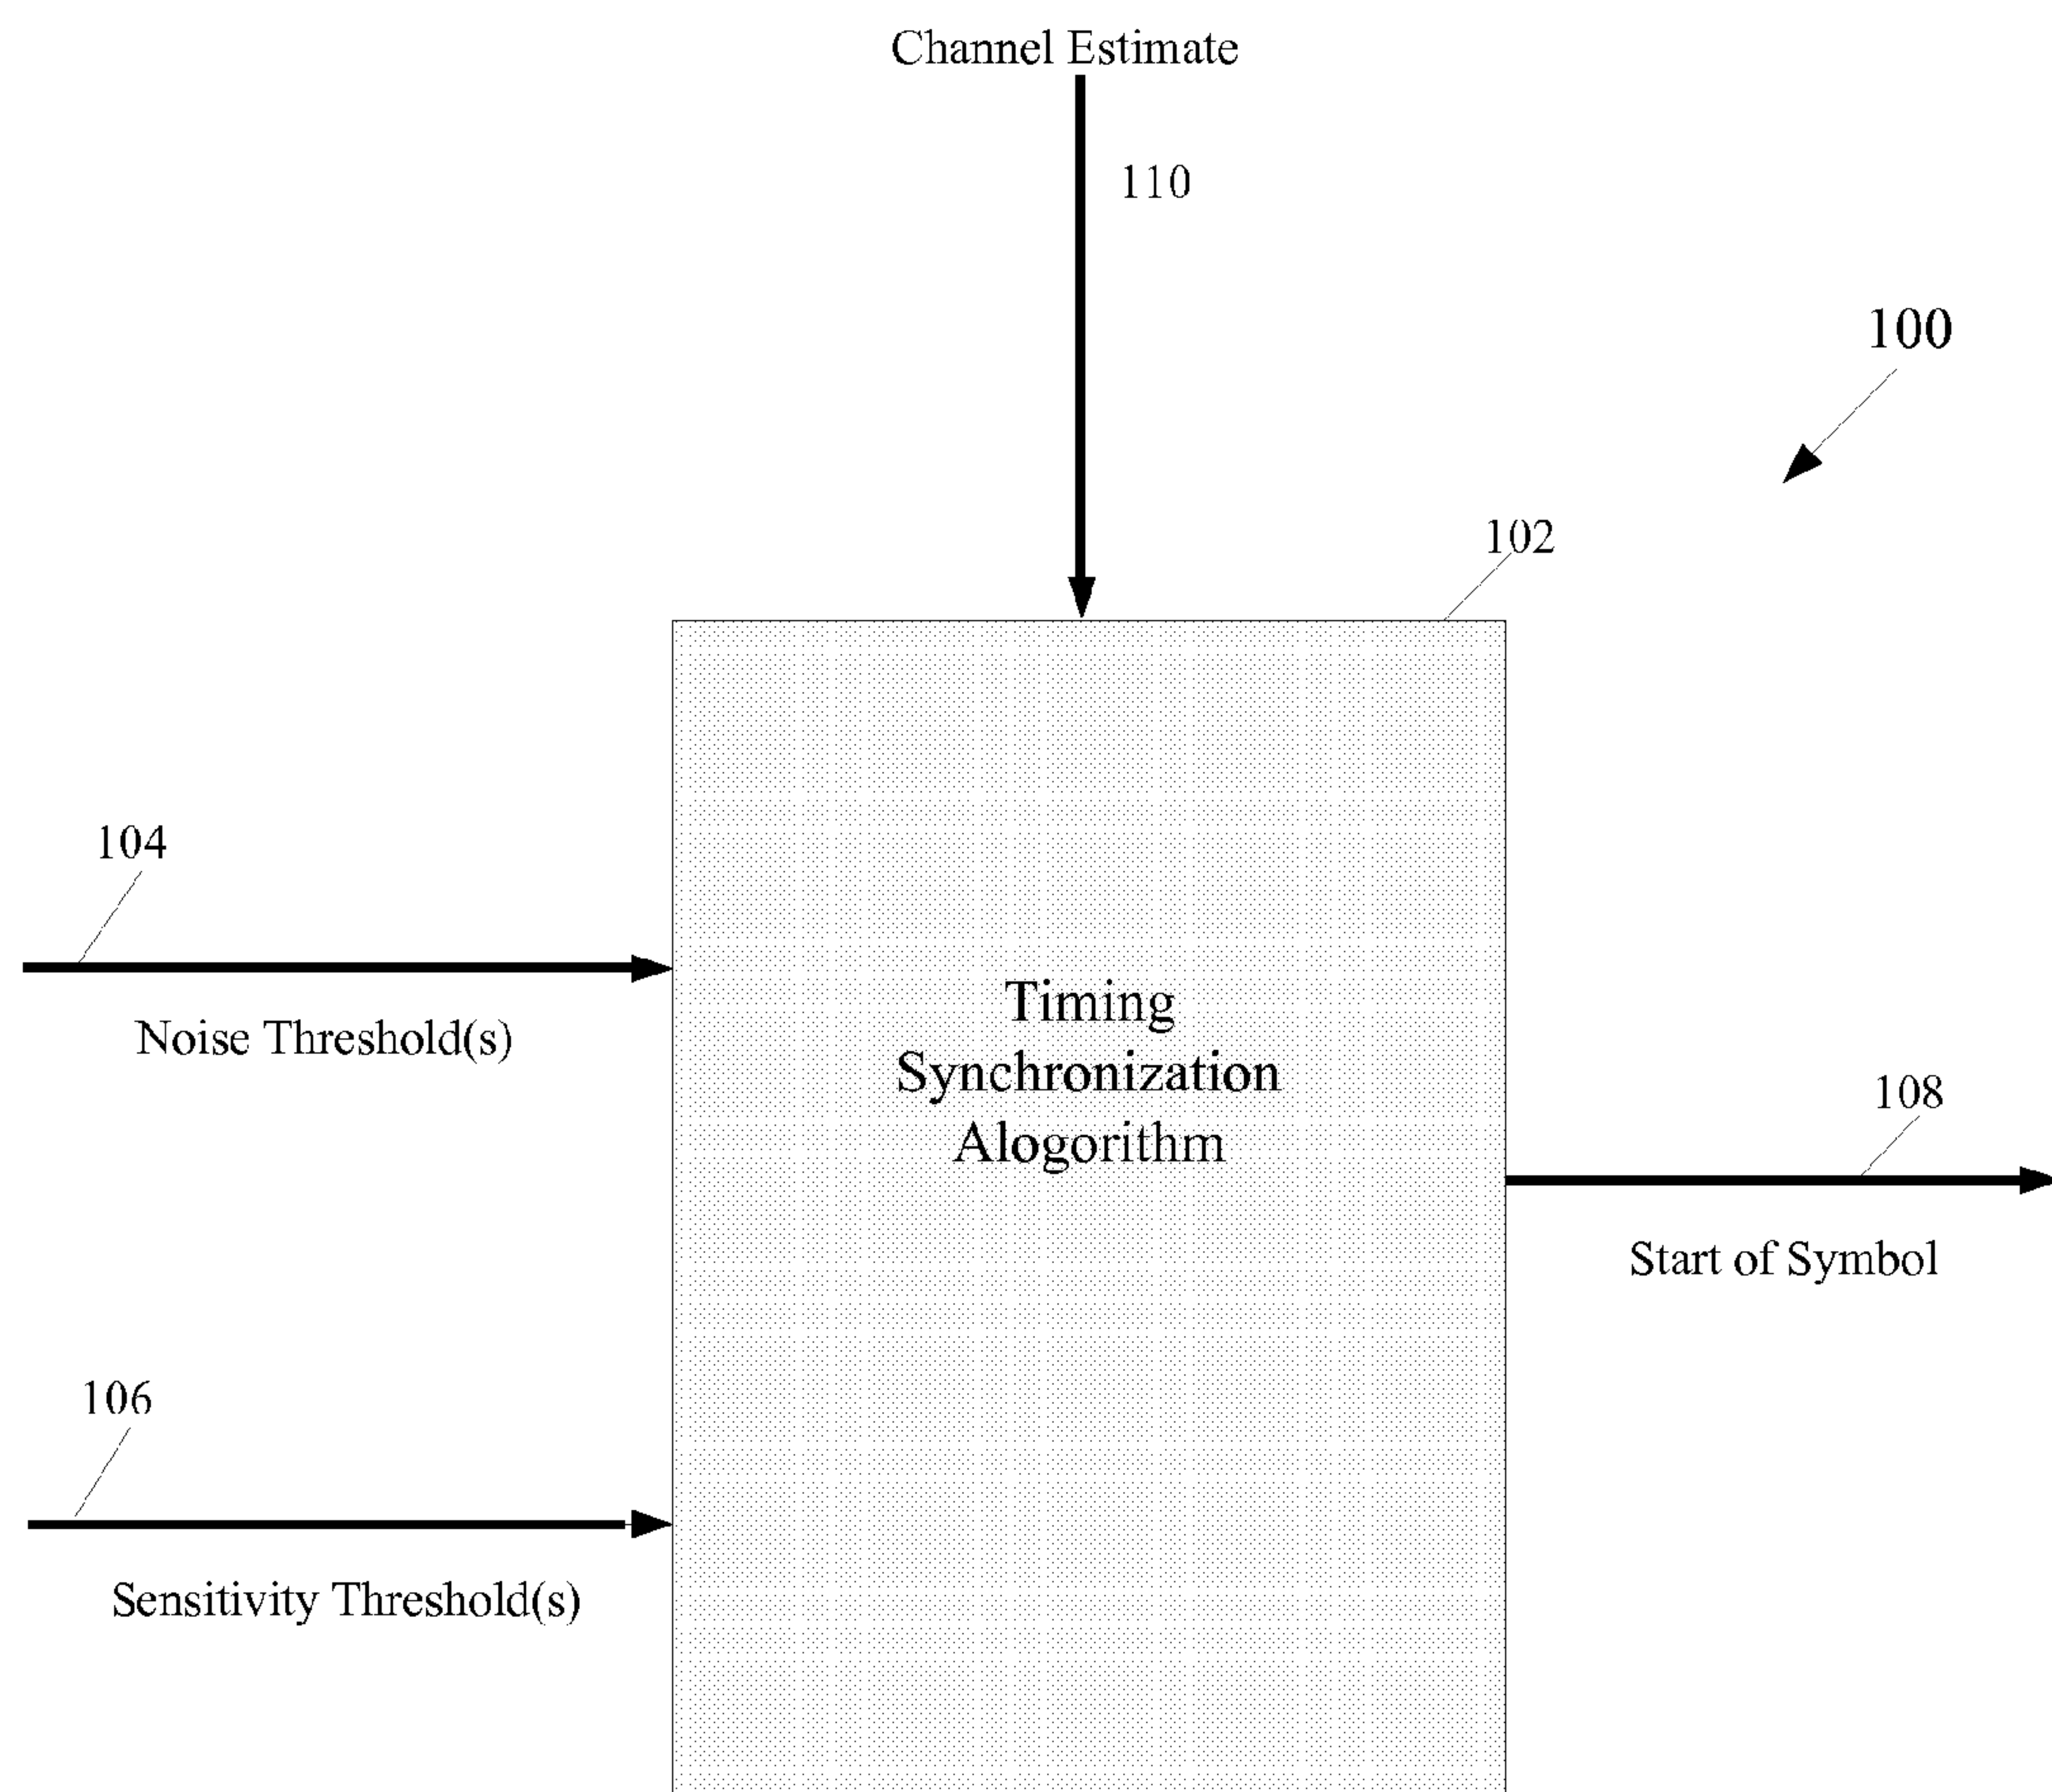 Channel Estimate
110
100
102
104
Noise Threshold(s)
Timing
Synchronization
Alogorithm
108
Start of Symbol
106
Sensitivity Threshold(s)